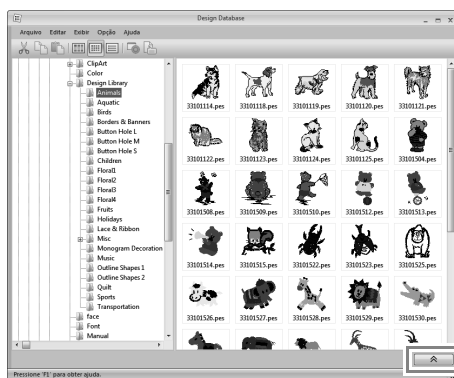 Design Database
Arquivo Editar Exibir Opção Ajuda
ClipArt
Color
Design Library
Animals
Aquatic
Birds
Borders & Banners
Button Hole L
Button Hole M
Button Hole S
Children
Floral1
Floral2
Floral3
Floral4
Fruits
Holidays
Lace & Ribbon
Misc
Monogram Decoration
Music
Outline Shapes 1
Outline Shapes 2
Quilt
Sports
Transportation
face
Font
Manual
33101114.pes 33101118.pes 33101119.pes 33101120.pes 33101121.pes
33101122.pes 33101123.pes 33101124.pes 33101125.pes 33101504.pes
33101508.pes 33101509.pes 33101510.pes 33101512.pes 33101513.pes
33101514.pes 33101515.pes 33101522.pes 33101523.pes 33101525.pes
33101526.pes 33101527.pes 33101528.pes 33101529.pes 33101530.pes
Pressione 'F1' para obter ajuda.